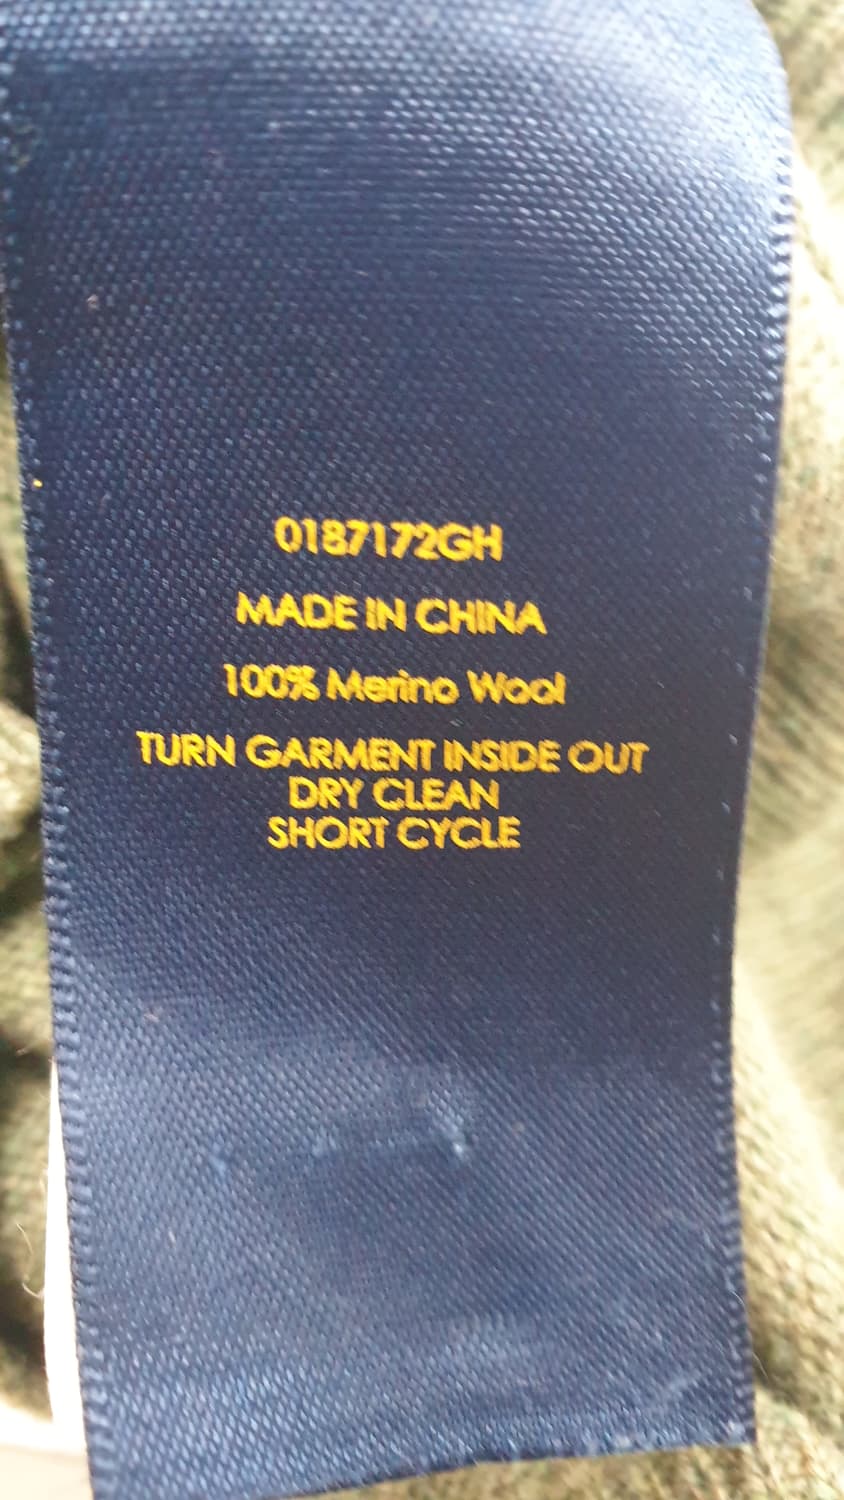 0187172GH
MADE IN CHINA
100% Merino Wool
TURN GARMENT INSIDE OUT
DRY CLEAN
SHORT CYCLE